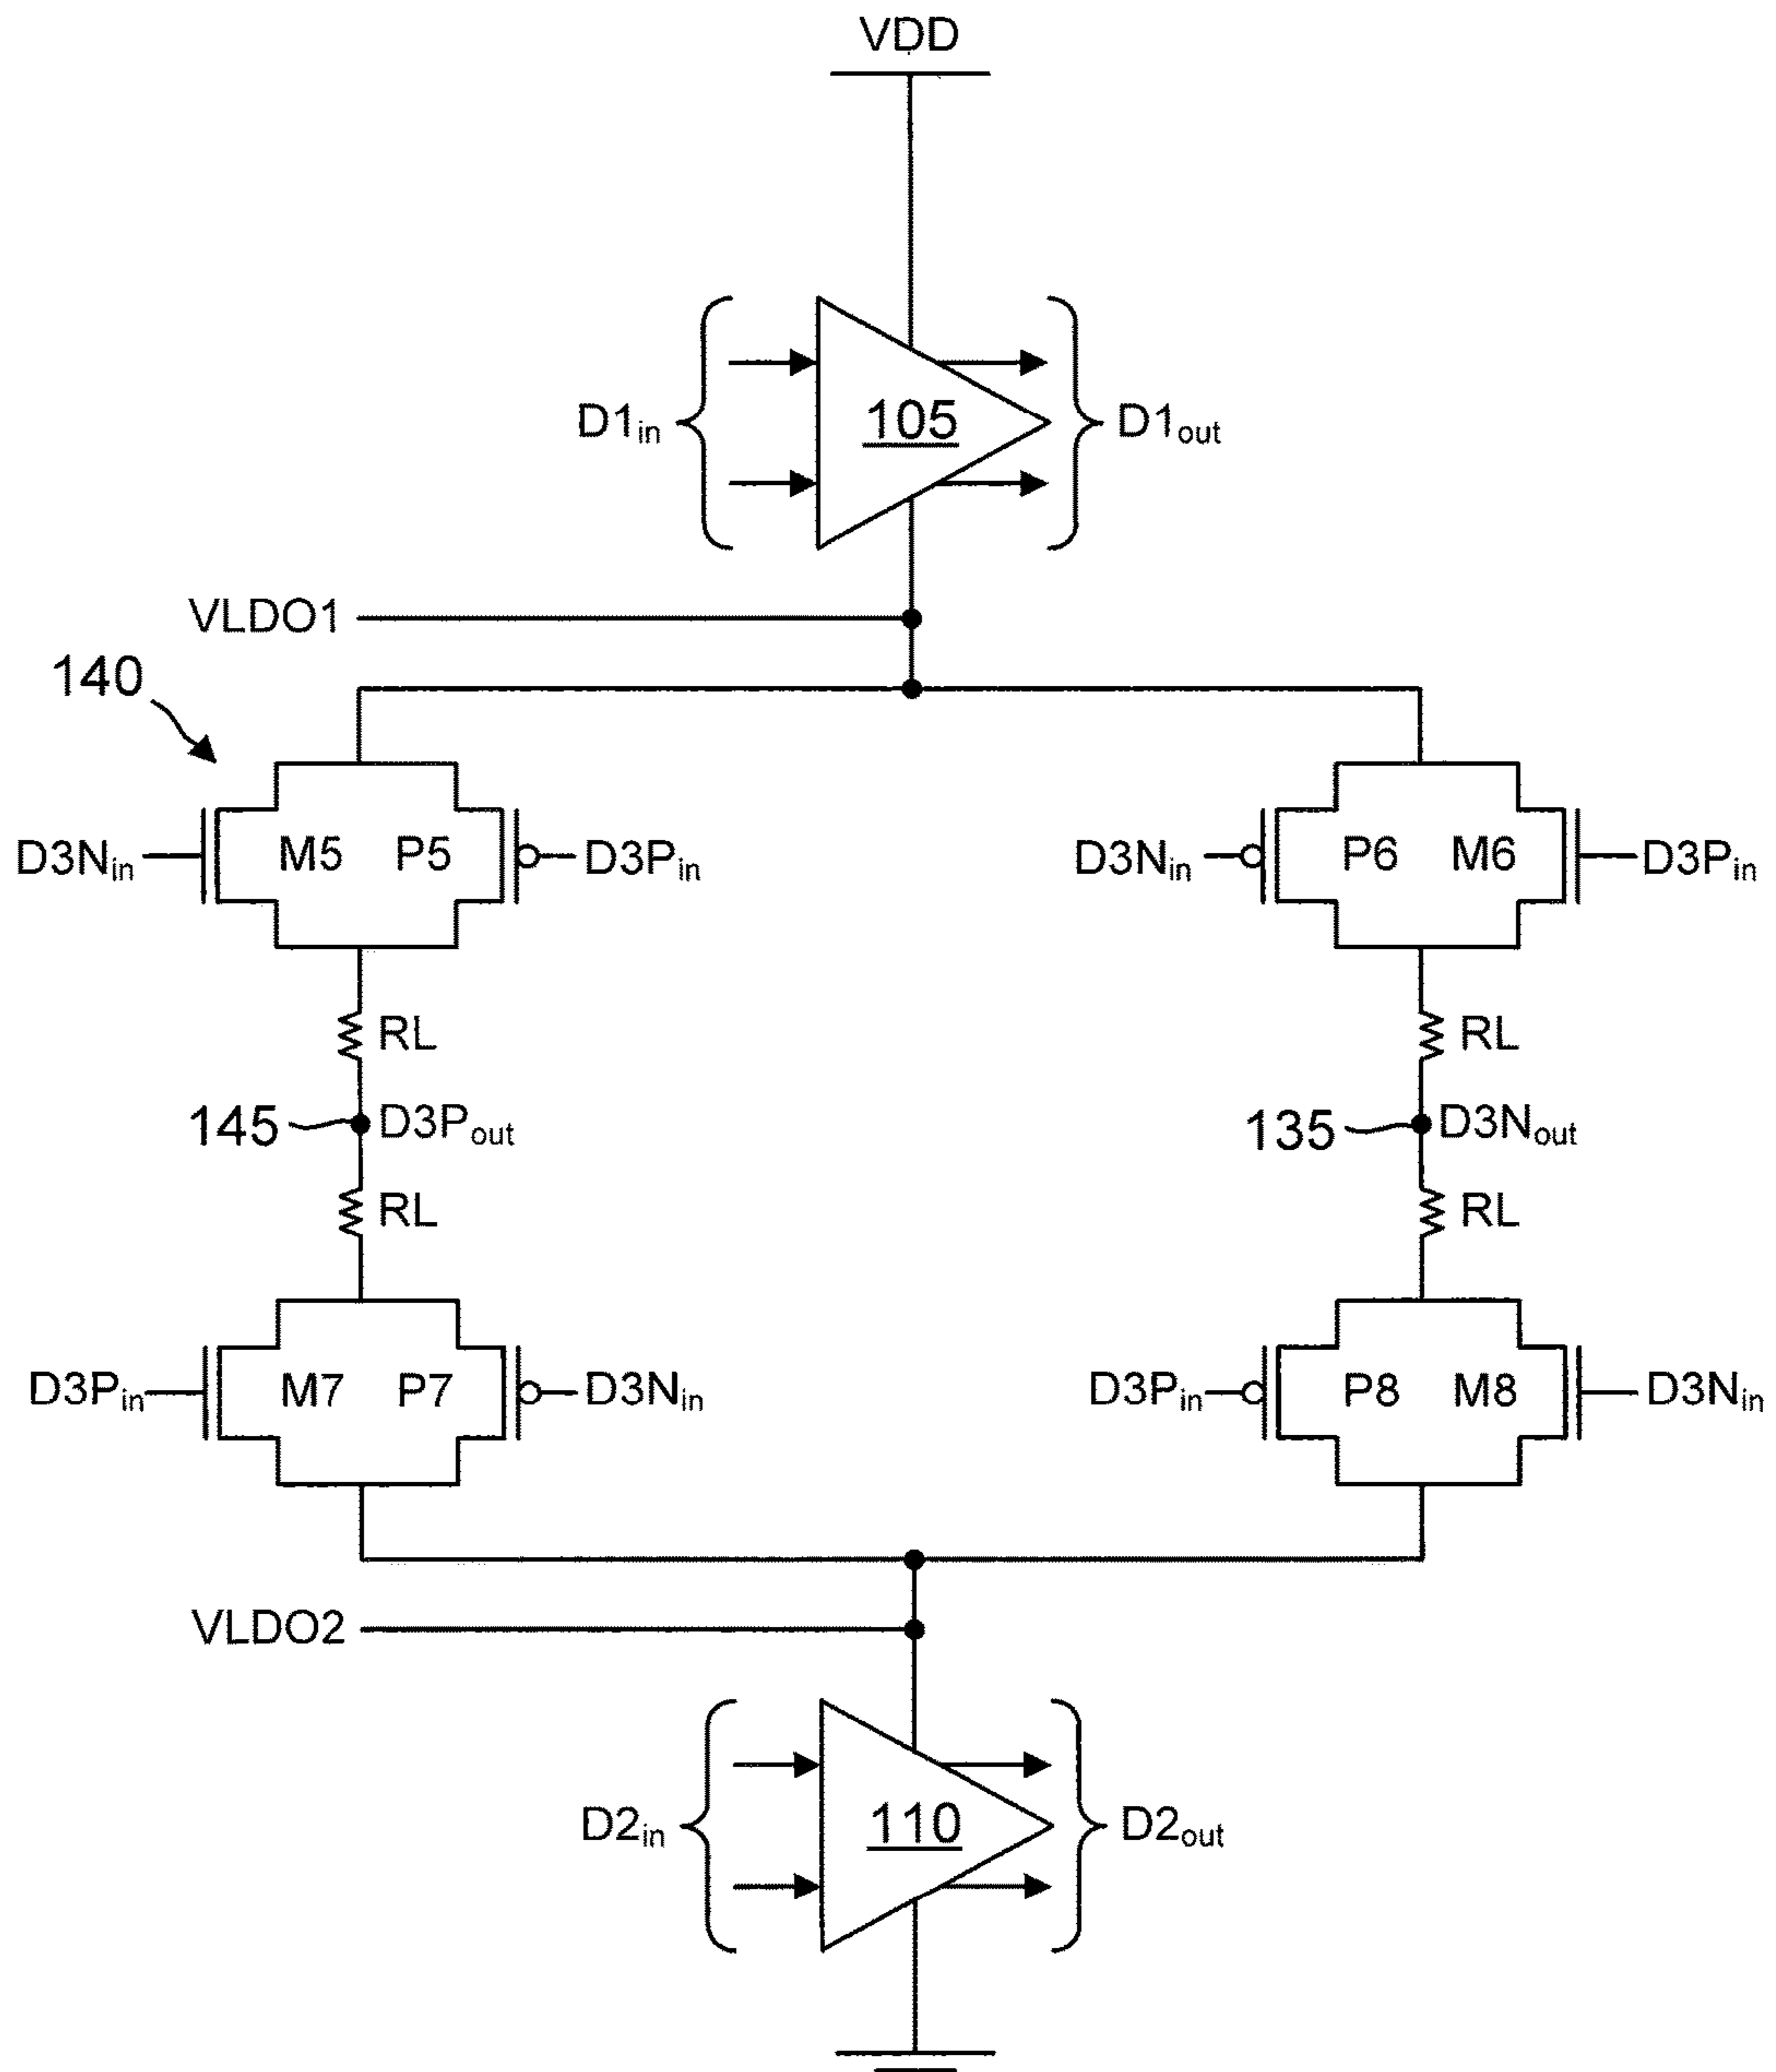 VDD
D1in
105
D1out
VLDO1
140
D3Nin
M5
P5
D3Pin
D3Nin
P6
M6
D3Pin
RL
RL
145
D3Pout
135
D3Nout
RL
RL
D3Pin
M7
P7
D3Nin
D3Pin
P8
M8
D3Nin
VLDO2
D2in
110
D2out